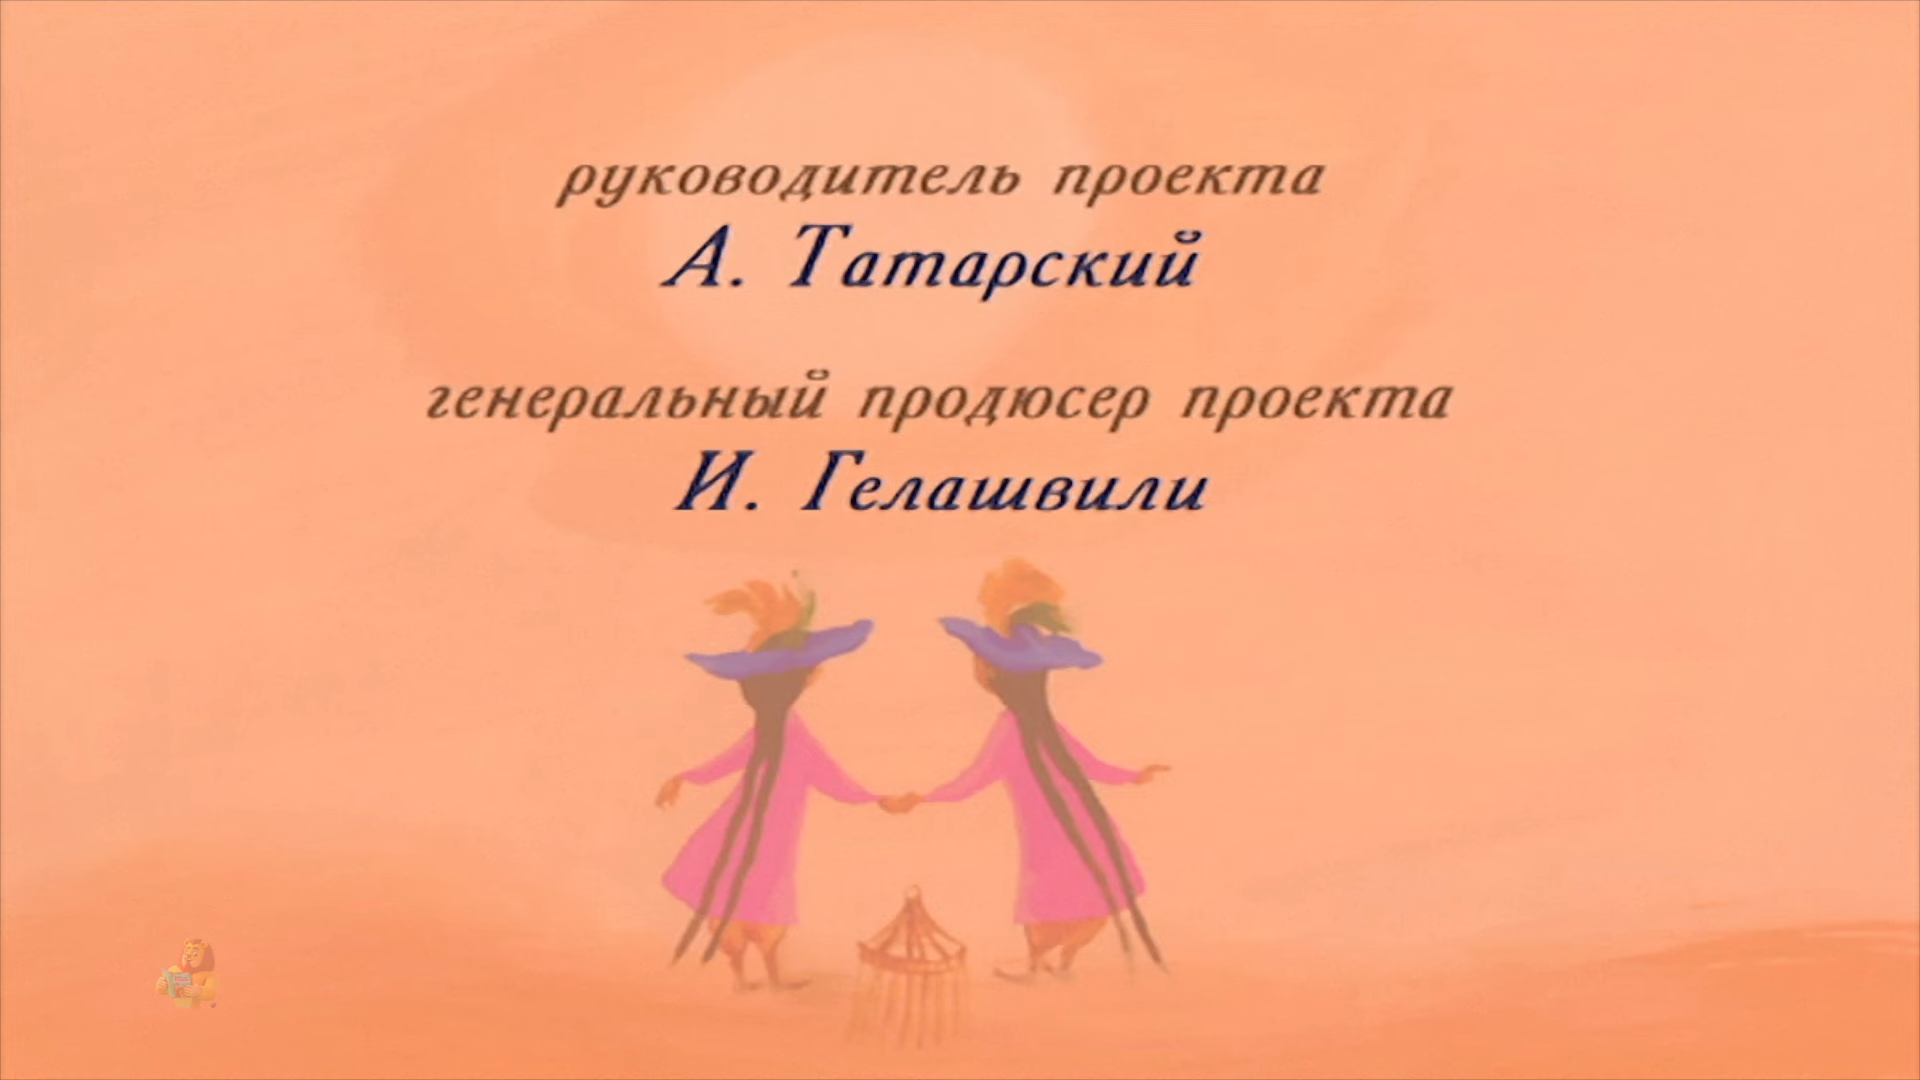 руководитель проекта
А. Татарский
генеральный продюсер проекта
И. Гелашвили